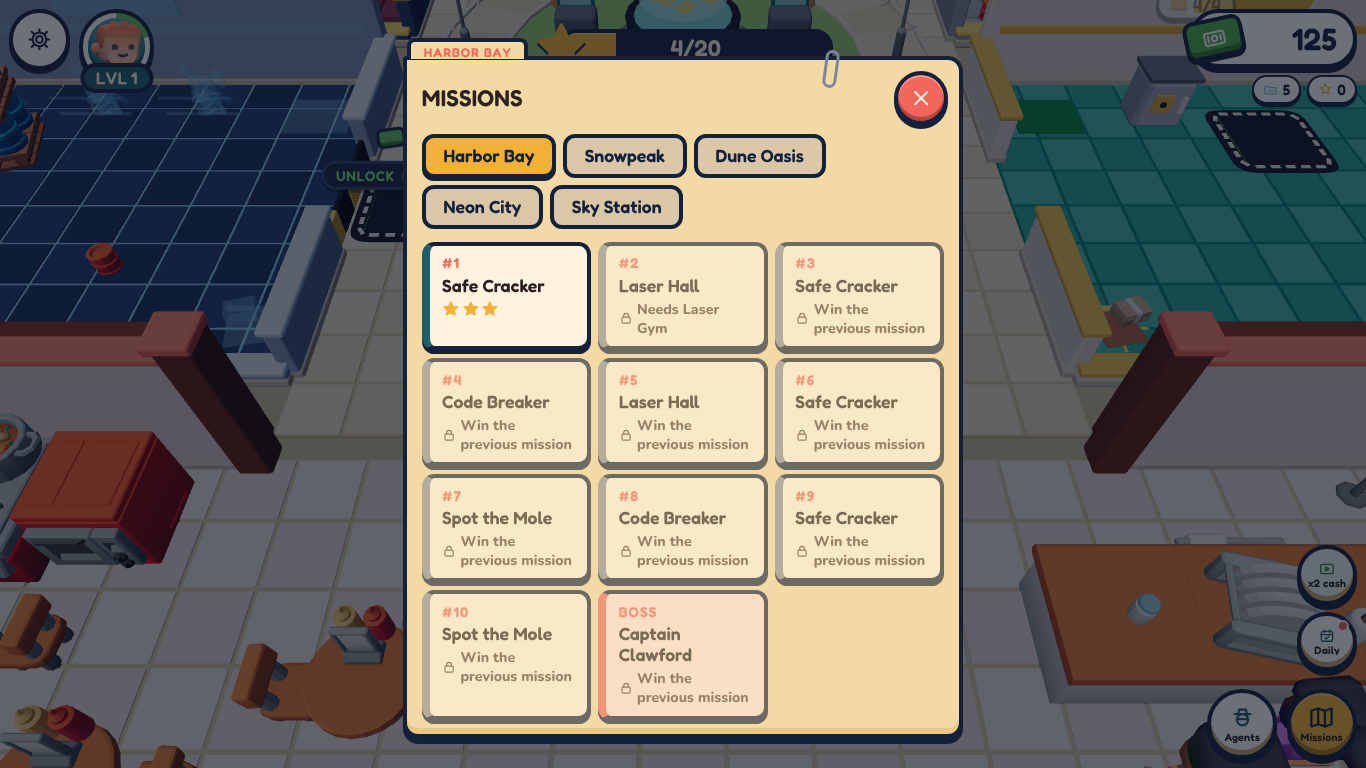 4/4
125
5
0
LVL 1
4/20
UNLOCK
HARBOR BAY
MISSIONS
Harbor Bay
Snowpeak
Dune Oasis
Neon City
Sky Station
#1
Safe Cracker
#2
Laser Hall
Needs Laser
Gym
#3
Safe Cracker
Win the
previous mission
#4
Code Breaker
Win the
previous mission
#5
Laser Hall
Win the
previous mission
#6
Safe Cracker
Win the
previous mission
#7
Spot the Mole
Win the
previous mission
#8
Code Breaker
Win the
previous mission
#9
Safe Cracker
Win the
previous mission
#10
Spot the Mole
Win the
previous mission
BOSS
Captain
Clawford
Win the
previous mission
x2 cash
Daily
Agents
Missions